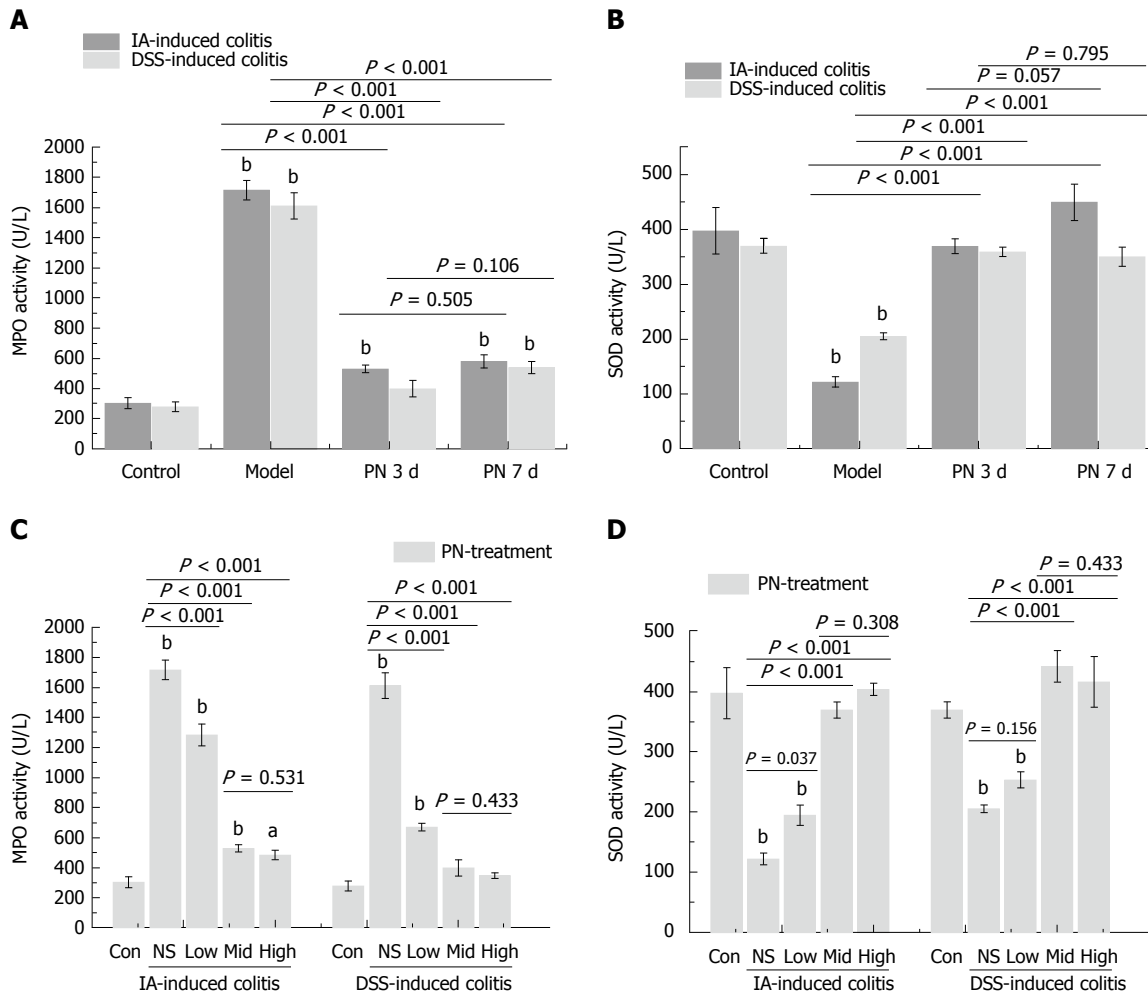 A
IA-induced colitis
DSS-induced colitis
P < 0.001
P < 0.001
P < 0.001
P < 0.001
MPO activity (U/L)
2000
1800
1600
1400
1200
1000
800
600
400
200
0
b
b
P = 0.106
P = 0.505
b
b
b
Control
Model
PN 3 d
PN 7 d
B
IA-induced colitis
DSS-induced colitis
P = 0.795
P = 0.057
P < 0.001
P < 0.001
P < 0.001
P < 0.001
SOD activity (U/L)
500
450
400
350
300
250
200
150
100
50
0
b
b
Control
Model
PN 3 d
PN 7 d
C
PN-treatment
P < 0.001
P < 0.001
P < 0.001
P < 0.001
P < 0.001
P < 0.001
MPO activity (U/L)
2000
1800
1600
1400
1200
1000
800
600
400
200
0
b
b
P = 0.531
b
a
b
b
P = 0.433
Con NS Low Mid High
IA-induced colitis
Con NS Low Mid High
DSS-induced colitis
D
PN-treatment
P = 0.433
P < 0.001
P < 0.001
P = 0.308
P < 0.001
P < 0.001
P = 0.037
P = 0.156
SOD activity (U/L)
500
400
350
300
200
100
0
b
b
b
b
Con NS Low Mid High
IA-induced colitis
Con NS Low Mid High
DSS-induced colitis